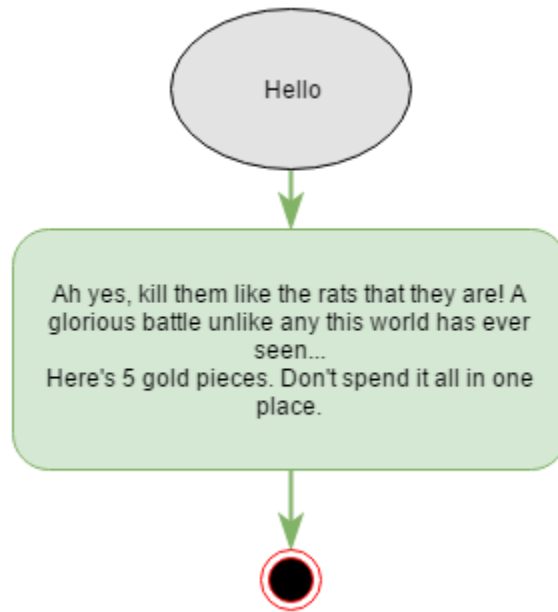 Hello
Ah yes, kill them like the rats that they are! A
glorious battle unlike any this world has ever
seen...
Here's 5 gold pieces. Don't spend it all in one
place.